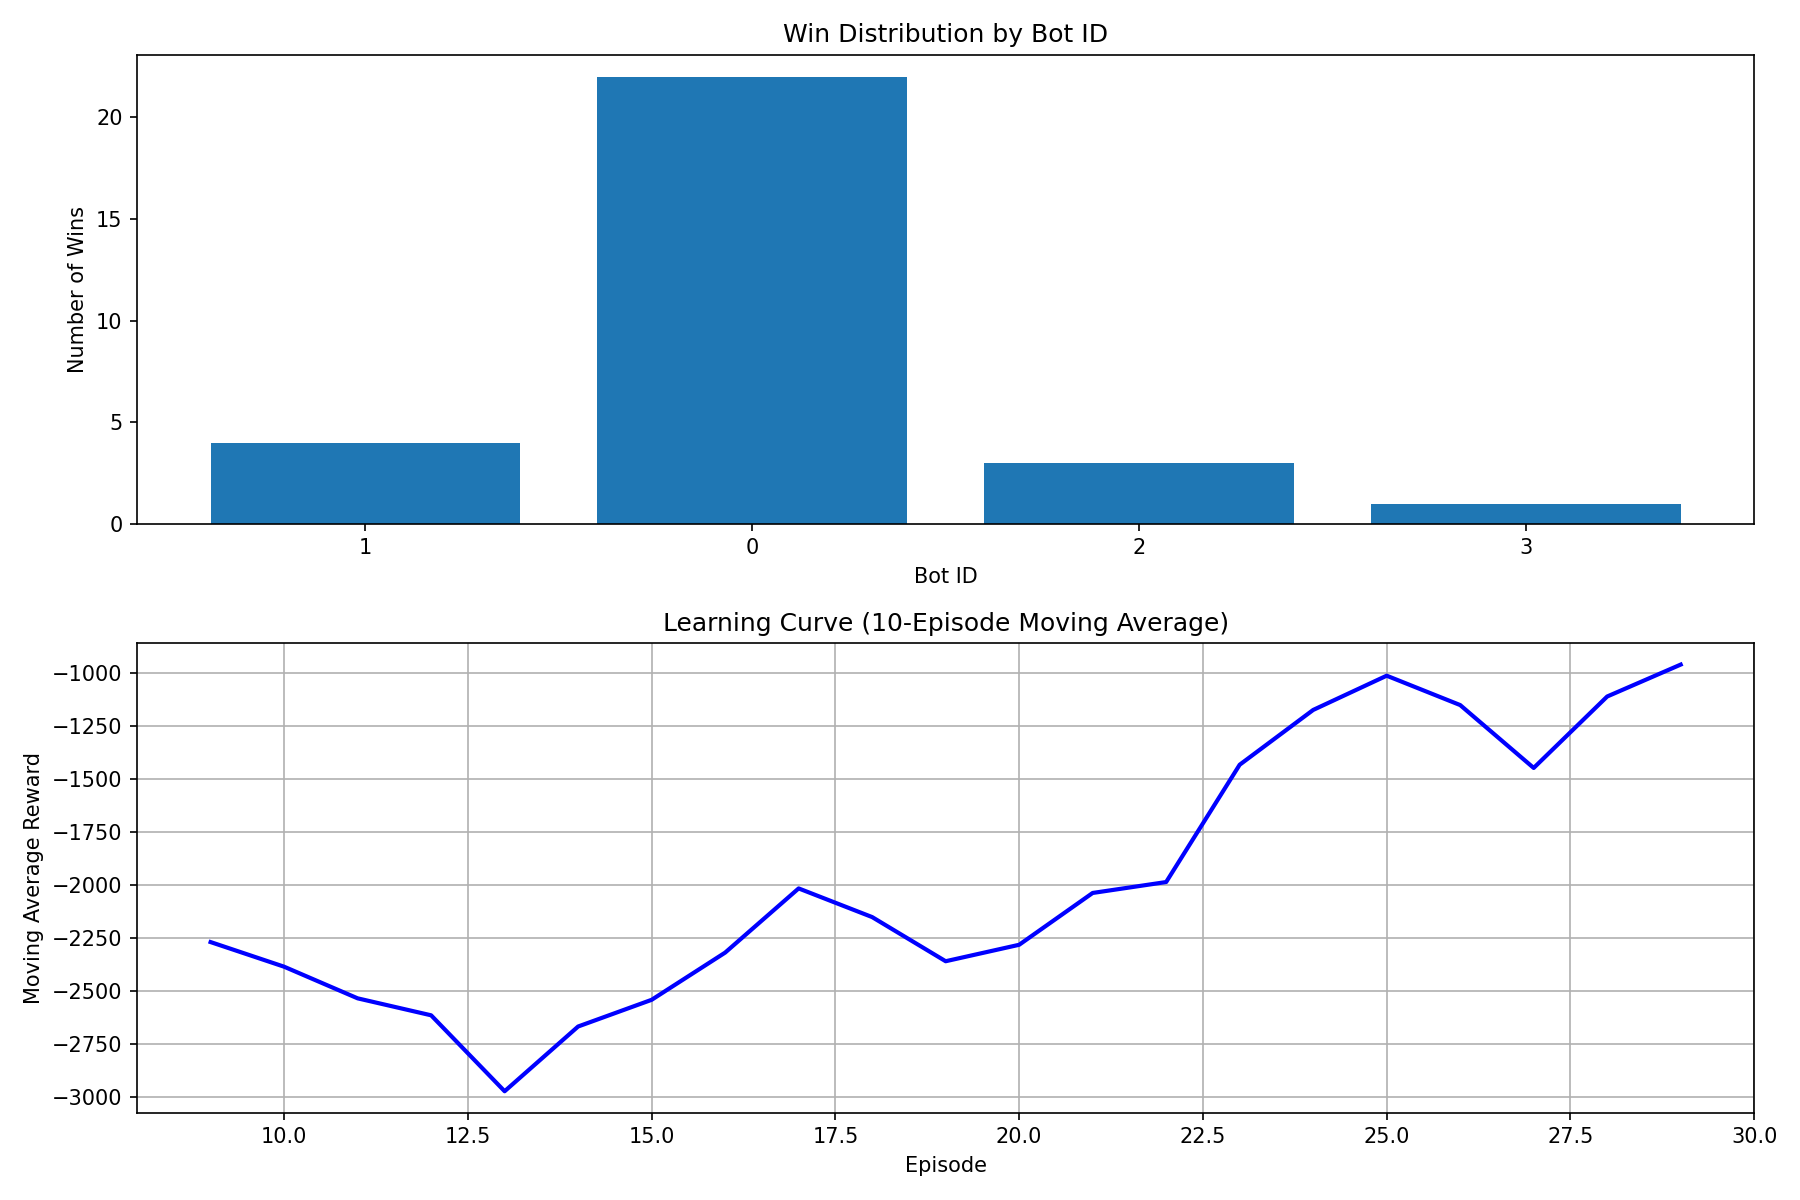 Win Distribution by Bot ID
Number of Wins
20
15
10
5
0
1 0 2 3
Bot ID
Learning Curve (10-Episode Moving Average)
Moving Average Reward
−1000
−1250
−1500
−1750
−2000
−2250
−2500
−2750
−3000
10.0 12.5 15.0 17.5 20.0 22.5 25.0 27.5 30.0
Episode